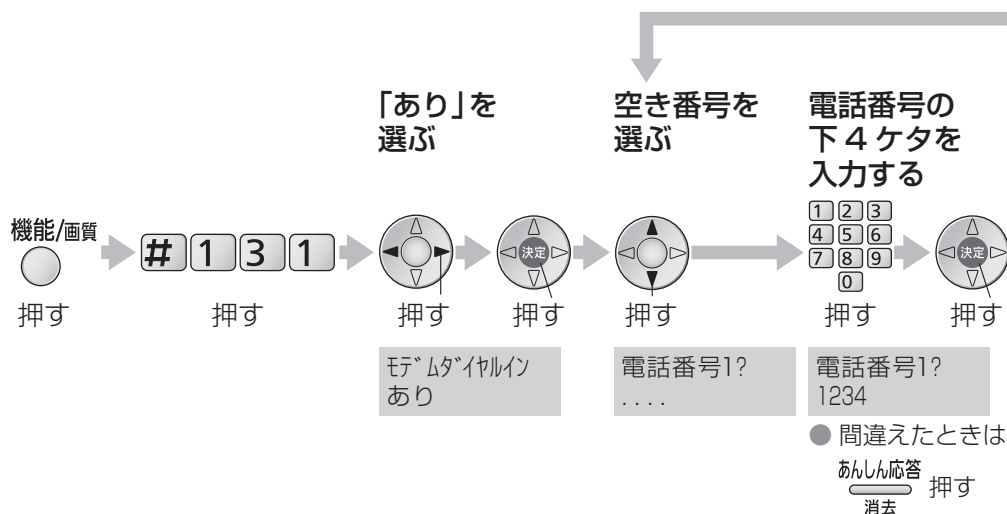 「あり」を
選ぶ
空き番号を
選ぶ
電話番号の
下4ケタを
入力する
機能/画質
# 1 3 1
決定
1 2 3
4 5 6
7 8 9
0
決定
押す
押す
押す
押す
押す
押す
押す
ﾓﾃﾞﾑﾀﾞｲﾔﾙｲﾝ
あり
電話番号1?
....
電話番号1?
1234
● 間違えたときは
あんしん応答
押す
消去